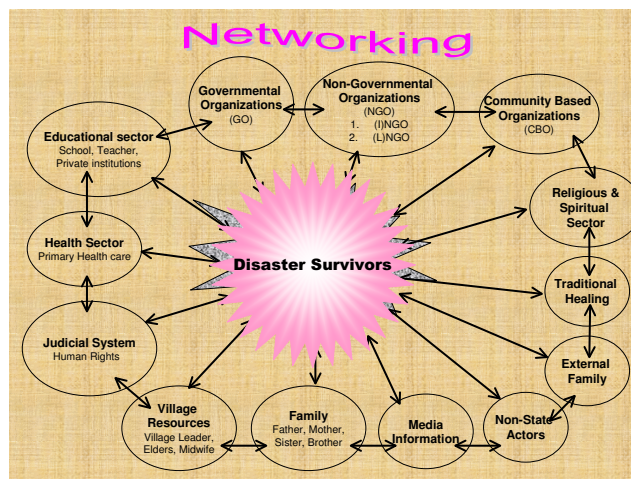 Networking
Governmental
Organizations
(GO)
Non-Governmental
Organizations
(NGO)
1. (I)NGO
2. (L)NGO
Community Based
Organizations
(CBO)
Educational sector
School, Teacher,
Private institutions
Religious &
Spiritual
Sector
Health Sector
Primary Health care
Disaster Survivors
Traditional
Healing
Judicial System
Human Rights
External
Family
Village
Resources
Village Leader,
Elders, Midwife
Family
Father, Mother,
Sister, Brother
Media
Information
Non-State
Actors